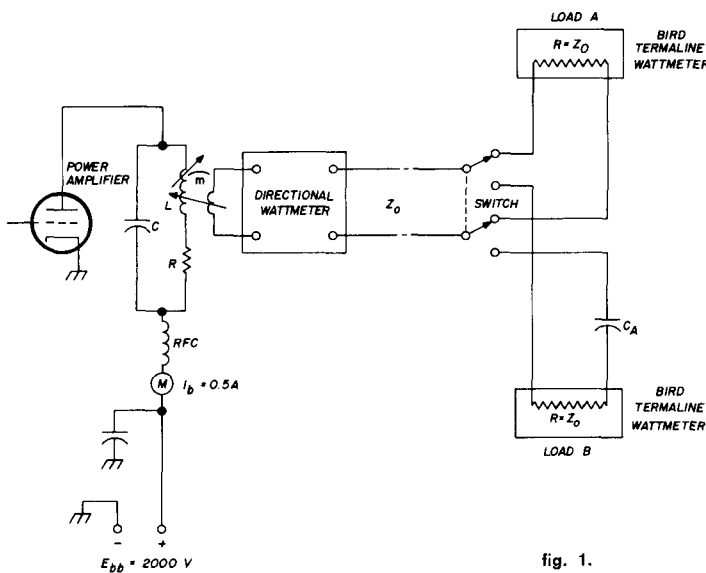 LOAD A
R = Z0
BIRD
TERMALINE
WATTMETER
POWER
AMPLIFIER
C
L
m
R
DIRECTIONAL
WATTMETER
Z0
SWITCH
CA
RFC
M
Ib = 0.5A
R = Z0
LOAD B
BIRD
TERMALINE
WATTMETER
- +
Ebb = 2000 V
fig. 1.